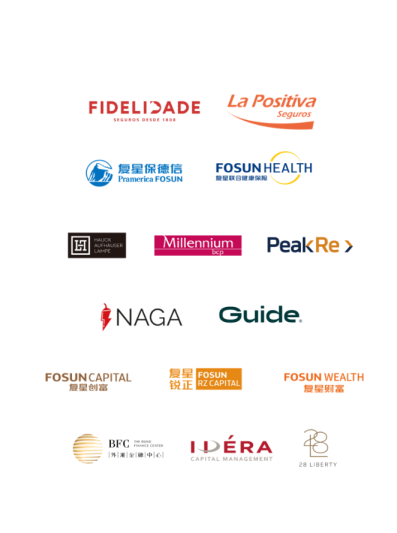 FIDELIDADE
SEGUROS DESDE 1808
La Positiva
Seguros
复星保德信
Pramerica FOSUN
FOSUN HEALTH
复星联合健康保险
HAUCK
AUFHÄUSER
LAMPE
Millennium
bcp
PeakRe
NAGA
Guide
FOSUN CAPITAL
复星创富
复星
锐正
FOSUN
RZ CAPITAL
FOSUN WEALTH
复星财富
BFC
THE BUND
FINANCE CENTER
外滩金融中心
IDÉRA
CAPITAL MANAGEMENT
28
28 LIBERTY